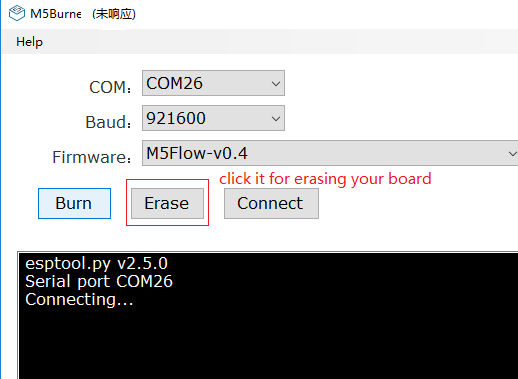 M5Burne (未响应)
Help
COM: COM26
Baud: 921600
Firmware: M5Flow-v0.4
click it for erasing your board
Burn Erase Connect
esptool.py v2.5.0
Serial port COM26
Connecting...